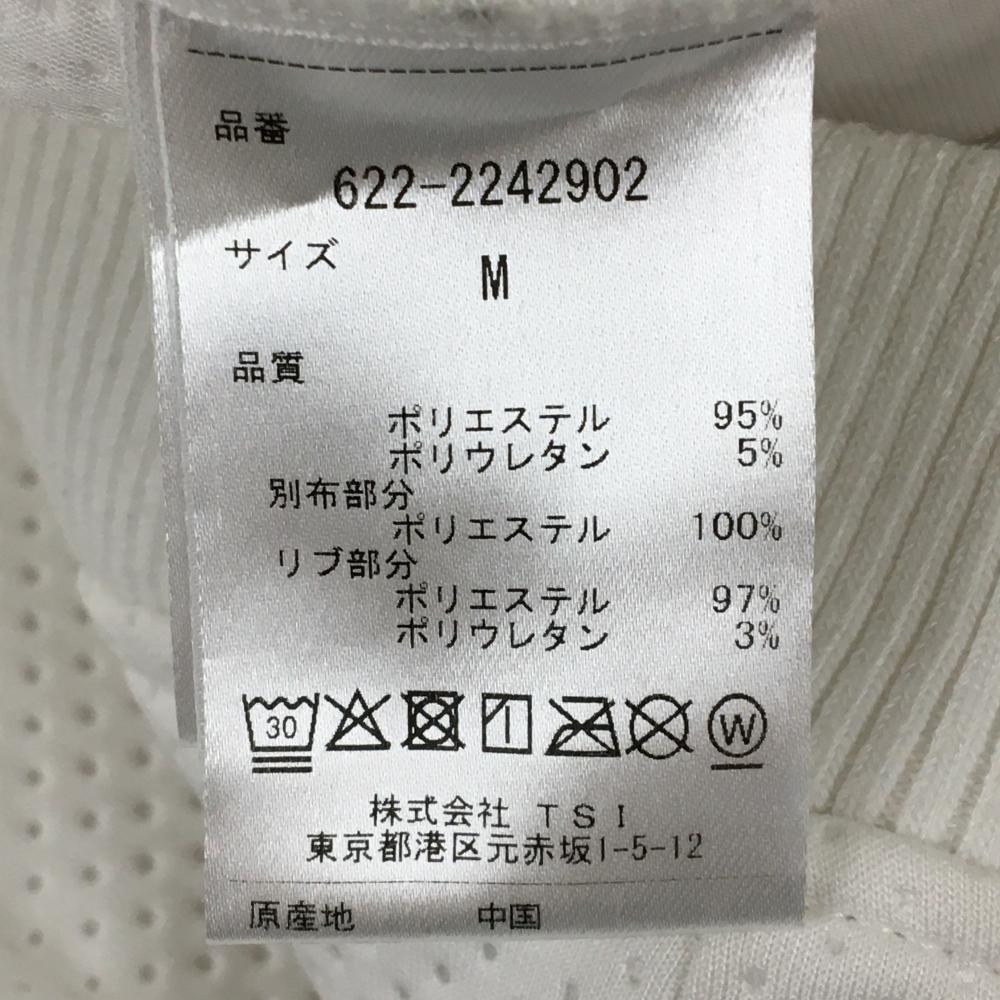 品番
622-2242902
サイズ
M
品質
ポリエステル 95%
ポリウレタン 5%
別布部分
ポリエステル 100%
リブ部分
ポリエステル 97%
ポリウレタン 3%
30 W
株式会社 TSI
東京都港区元赤坂1-5-12
原産地 中国